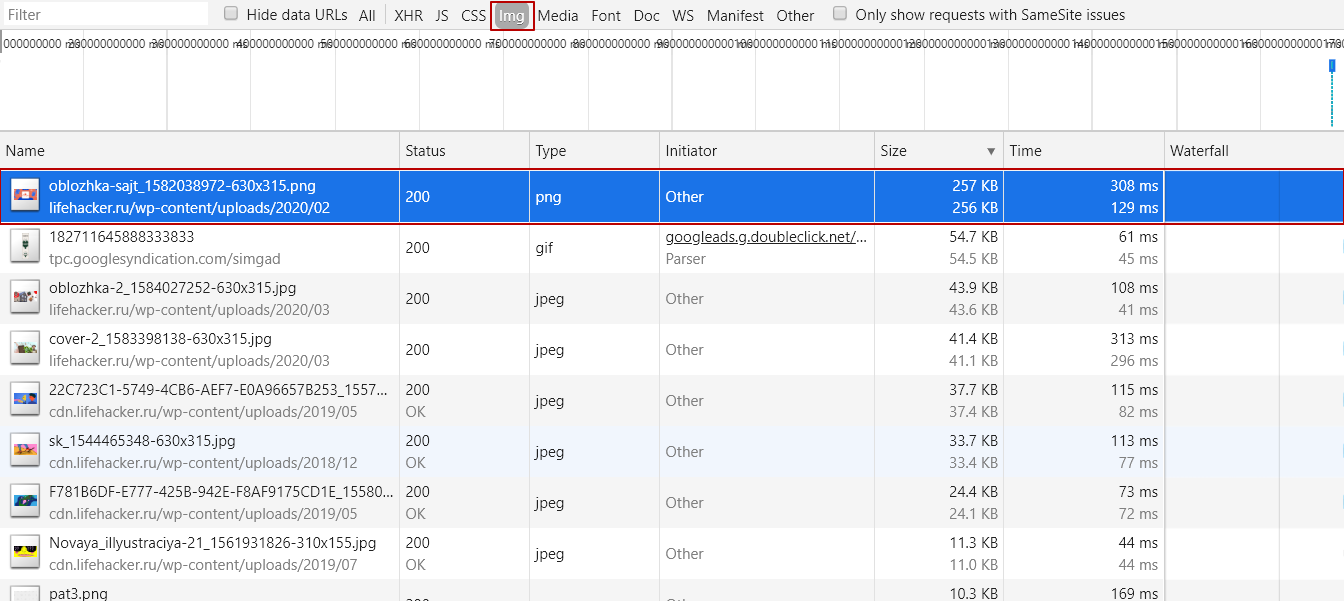 Filter Hide data URLs All XHR JS CSS Img Media Font Doc WS Manifest Other Only show requests with SameSite issues
Name Status Type Initiator Size ▼ Time Waterfall
oblozhka-sajt_1582038972-630x315.png 200 png Other 257 KB 308 ms
lifehacker.ru/wp-content/uploads/2020/02 256 KB 129 ms
182711645888333833 200 gif googleads.g.doubleclick.net/... 54.7 KB 61 ms
tpc.googlesyndication.com/simgad Parser 54.5 KB 45 ms
oblozhka-2_1584027252-630x315.jpg 200 jpeg Other 43.9 KB 108 ms
lifehacker.ru/wp-content/uploads/2020/03 43.6 KB 41 ms
cover-2_1583398138-630x315.jpg 200 jpeg Other 41.4 KB 313 ms
lifehacker.ru/wp-content/uploads/2020/03 41.1 KB 296 ms
22C723C1-5749-4CB6-AEF7-E0A96657B253_1557... 200 jpeg Other 37.7 KB 115 ms
cdn.lifehacker.ru/wp-content/uploads/2019/05 OK 37.4 KB 82 ms
sk_1544465348-630x315.jpg 200 jpeg Other 33.7 KB 113 ms
cdn.lifehacker.ru/wp-content/uploads/2018/12 OK 33.4 KB 77 ms
F781B6DF-E777-425B-942E-F8AF9175CD1E_15580... 200 jpeg Other 24.4 KB 73 ms
cdn.lifehacker.ru/wp-content/uploads/2019/05 OK 24.1 KB 72 ms
Novaya_illyustraciya-21_1561931826-310x155.jpg 200 jpeg Other 11.3 KB 44 ms
cdn.lifehacker.ru/wp-content/uploads/2019/07 OK 11.0 KB 44 ms
pat3.png 10.3 KB 169 ms